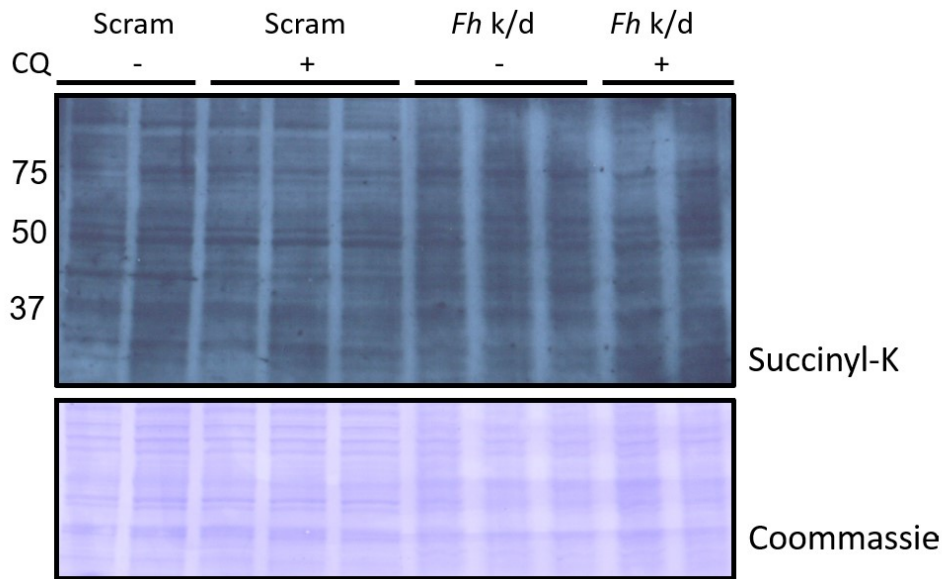 Scram Scram Fh k/d Fh k/d
CQ - + - +
75
50
37
Succinyl-K
Coommassie